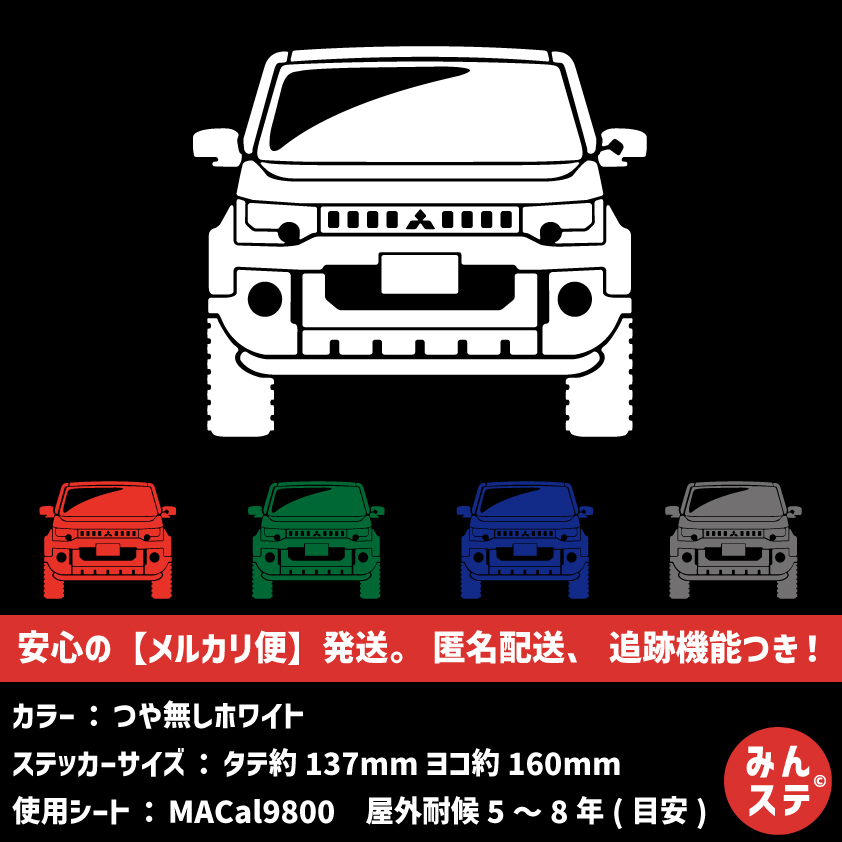 安心の【メルカリ便】発送。 匿名配送、 追跡機能つき!
カラー : つや無しホワイト
ステッカーサイズ : タテ約 137mm ヨコ約 160mm
使用シート : MACal9800 屋外耐候 5 〜 8 年 ( 目安 )
みん
ステ©